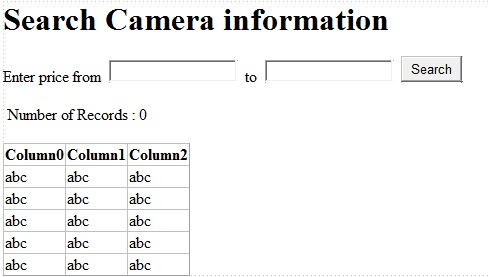 Search Camera information
Enter price from to Search
Number of Records : 0
Column0 Column1 Column2
abc abc abc
abc abc abc
abc abc abc
abc abc abc
abc abc abc